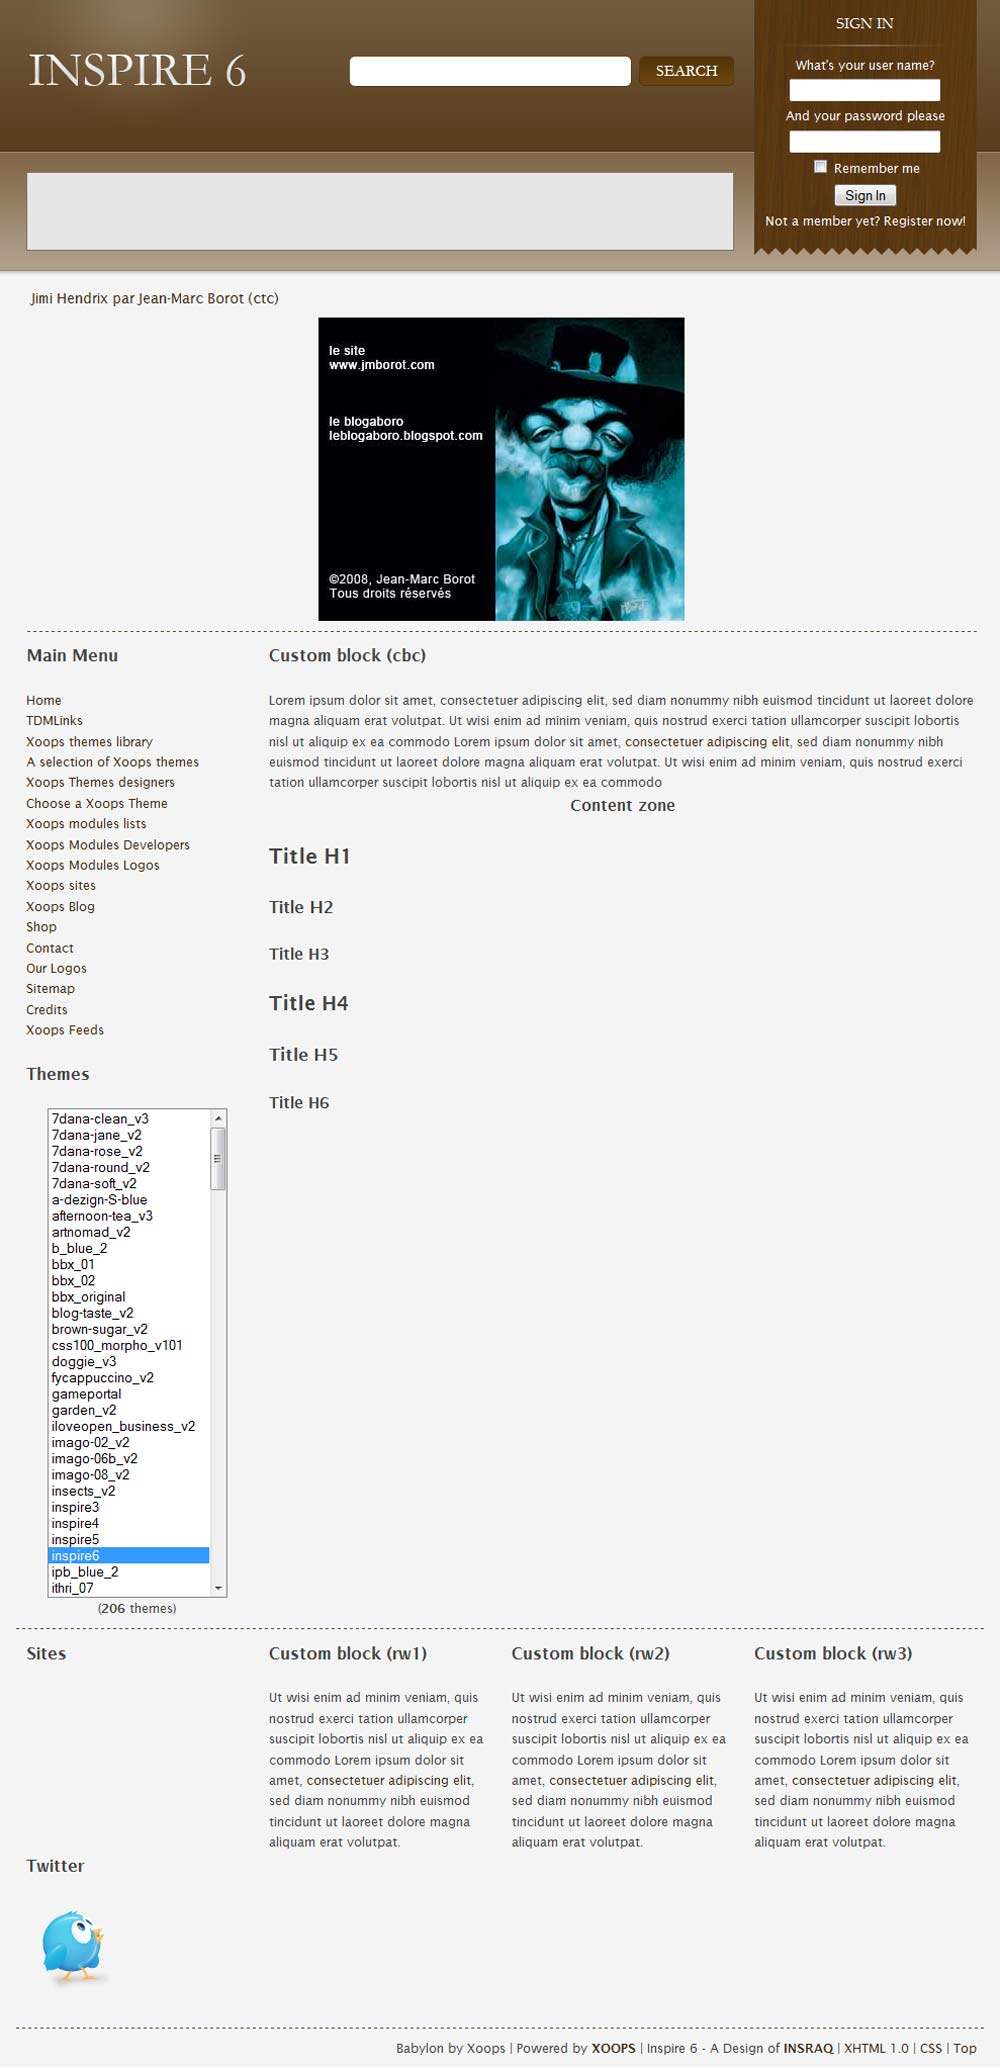 INSPIRE 6
SEARCH
SIGN IN
What's your user name?
And your password please
Remember me
Sign In
Not a member yet? Register now!
Jimi Hendrix par Jean-Marc Borot (ctc)
le site
www.jmborot.com
le blogaboro
leblogaboro.blogspot.com
©2008, Jean-Marc Borot
Tous droits réservés
Main Menu
Home
TDMLinks
Xoops themes library
A selection of Xoops themes
Xoops Themes designers
Choose a Xoops Theme
Xoops modules lists
Xoops Modules Developers
Xoops Modules Logos
Xoops sites
Xoops Blog
Shop
Contact
Our Logos
Sitemap
Credits
Xoops Feeds
Themes
7dana-clean_v3
7dana-jane_v2
7dana-rose_v2
7dana-round_v2
7dana-soft_v2
a-dezign-S-blue
afternoon-tea_v3
artnomad_v2
b_blue_2
bbx_01
bbx_02
bbx_original
blog-taste_v2
brown-sugar_v2
css100_morpho_v101
doggie_v3
fycappuccino_v2
gameportal
garden_v2
iloveopen_business_v2
imago-02_v2
imago-06b_v2
imago-08_v2
insects_v2
inspire3
inspire4
inspire5
inspire6
ipb_blue_2
ithri_07
(206 themes)
Custom block (cbc)
Lorem ipsum dolor sit amet, consectetuer adipiscing elit, sed diam nonummy nibh euismod tincidunt ut laoreet dolore
magna aliquam erat volutpat. Ut wisi enim ad minim veniam, quis nostrud exerci tation ullamcorper suscipit lobortis
nisl ut aliquip ex ea commodo Lorem ipsum dolor sit amet, consectetuer adipiscing elit, sed diam nonummy nibh
euismod tincidunt ut laoreet dolore magna aliquam erat volutpat. Ut wisi enim ad minim veniam, quis nostrud exerci
tation ullamcorper suscipit lobortis nisl ut aliquip ex ea commodo
Content zone
Title H1
Title H2
Title H3
Title H4
Title H5
Title H6
Sites
Custom block (rw1)
Ut wisi enim ad minim veniam, quis
nostrud exerci tation ullamcorper
suscipit lobortis nisl ut aliquip ex ea
commodo Lorem ipsum dolor sit
amet, consectetuer adipiscing elit,
sed diam nonummy nibh euismod
tincidunt ut laoreet dolore magna
aliquam erat volutpat.
Custom block (rw2)
Ut wisi enim ad minim veniam, quis
nostrud exerci tation ullamcorper
suscipit lobortis nisl ut aliquip ex ea
commodo Lorem ipsum dolor sit
amet, consectetuer adipiscing elit,
sed diam nonummy nibh euismod
tincidunt ut laoreet dolore magna
aliquam erat volutpat.
Custom block (rw3)
Ut wisi enim ad minim veniam, quis
nostrud exerci tation ullamcorper
suscipit lobortis nisl ut aliquip ex ea
commodo Lorem ipsum dolor sit
amet, consectetuer adipiscing elit,
sed diam nonummy nibh euismod
tincidunt ut laoreet dolore magna
aliquam erat volutpat.
Twitter
Babylon by Xoops | Powered by XOOPS | Inspire 6 - A Design of INSRAQ | XHTML 1.0 | CSS | Top